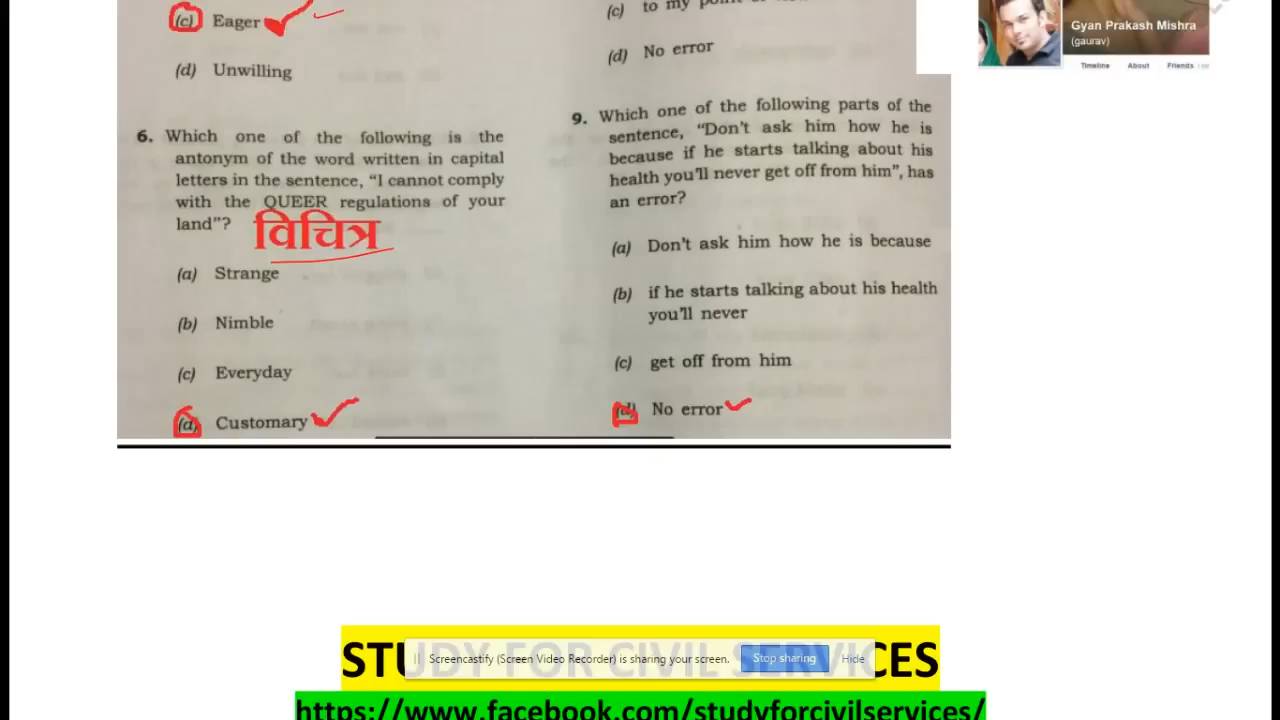 (c) Eager
(d) Unwilling
6. Which one of the following is the
antonym of the word written in capital
letters in the sentence, “I cannot comply
with the QUEER regulations of your
land”?
विचित्र
(a) Strange
(b) Nimble
(c) Everyday
(d) Customary
(c) to my point
(d) No error
9. Which one of the following parts of the
sentence, “Don’t ask him how he is
because if he starts talking about his
health you’ll never get off from him”, has
an error?
(a) Don’t ask him how he is because
(b) if he starts talking about his health
you’ll never
(c) get off from him
(d) No error
Gyan Prakash Mishra
(gaurav)
Timeline About Friends
STUDY FOR CIVIL SERVICES
Screencastify (Screen Video Recorder) is sharing your screen. Stop sharing Hide
https://www.facebook.com/studyforcivilservices/